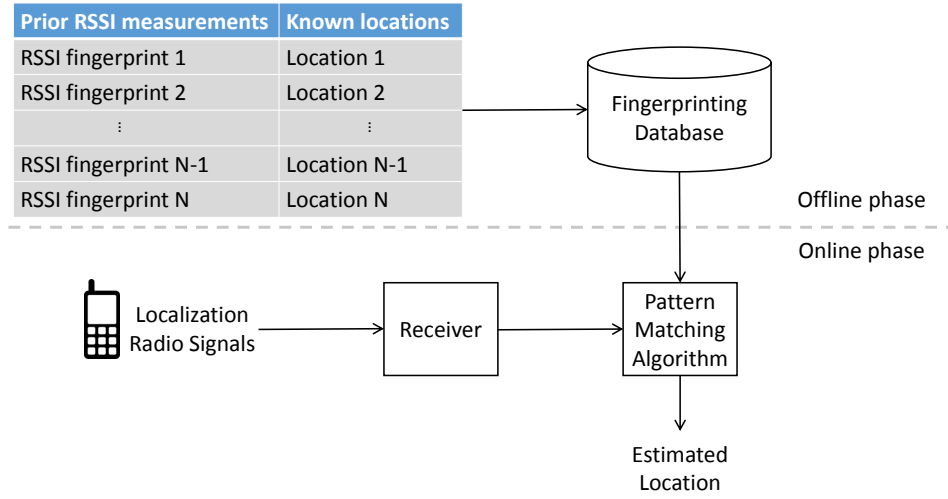 Prior RSSI measurements Known locations
RSSI fingerprint 1 Location 1
RSSI fingerprint 2 Location 2
⋮ ⋮
RSSI fingerprint N-1 Location N-1
RSSI fingerprint N Location N
Fingerprinting
Database
Offline phase
Online phase
Localization
Radio Signals
Receiver
Pattern
Matching
Algorithm
Estimated
Location